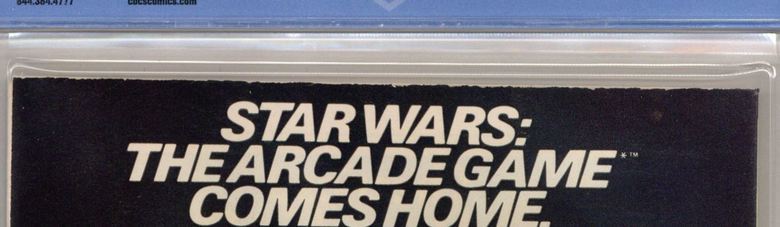 844.384.4777 cbcscomics.com
STAR WARS:
THE ARCADE GAME*™
COMES HOME.